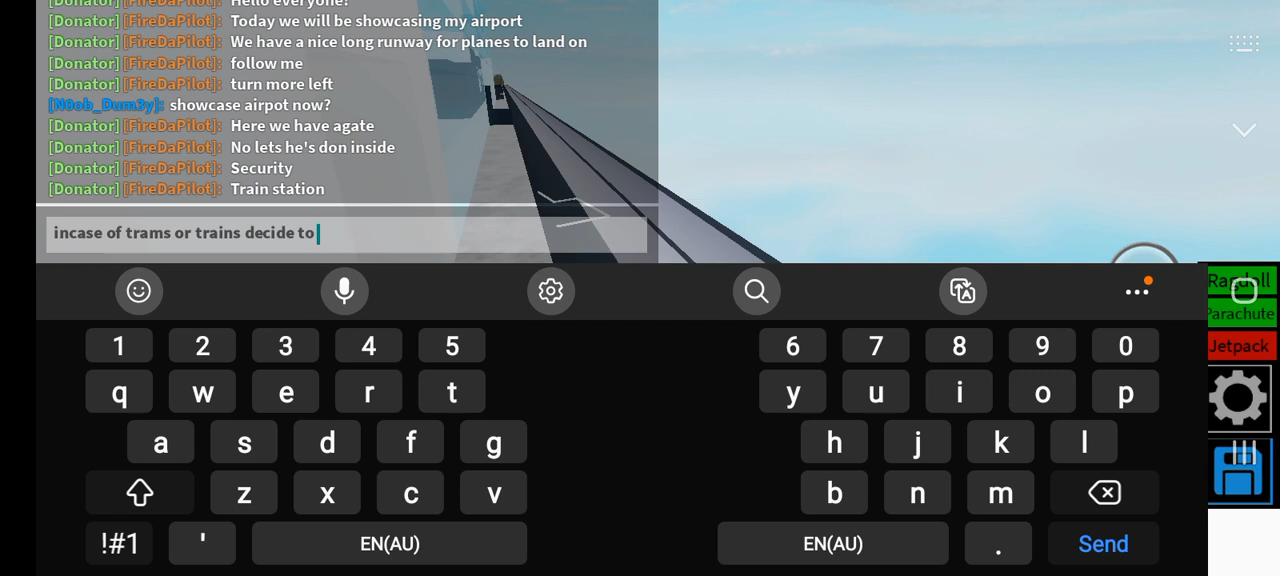 [Donator] [FireDaPilot]: Hello everyone!
[Donator] [FireDaPilot]: Today we will be showcasing my airport
[Donator] [FireDaPilot]: We have a nice long runway for planes to land on
[Donator] [FireDaPilot]: follow me
[Donator] [FireDaPilot]: turn more left
[N0ob_Dum3y]: showcase airpot now?
[Donator] [FireDaPilot]: Here we have agate
[Donator] [FireDaPilot]: No lets he's don inside
[Donator] [FireDaPilot]: Security
[Donator] [FireDaPilot]: Train station
incase of trams or trains decide to
Ragdoll
Parachute
Jetpack
1 2 3 4 5 6 7 8 9 0
q w e r t y u i o p
a s d f g h j k l
z x c v b n m
!#1 ' EN(AU) EN(AU) . Send